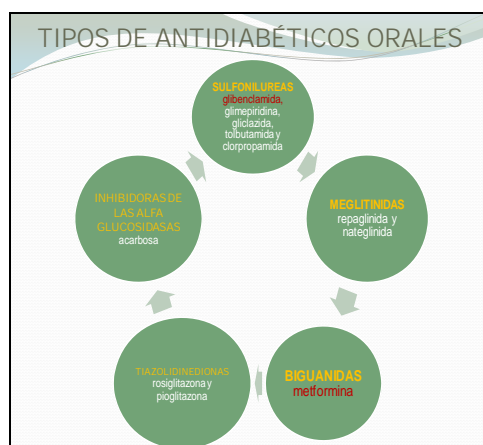 TIPOS DE ANTIDIABÉTICOS ORALES
SULFONILUREAS
glibenclamida,
glimepiridina,
gliclazida,
tolbutamida y
clorpropamida
MEGLITINIDAS
repaglinida y
nateglinida
BIGUANIDAS
metformina
TIAZOLIDINEDIONAS
rosiglitazona y
pioglitazona
INHIBIDORAS DE
LAS ALFA
GLUCOSIDASAS
acarbosa